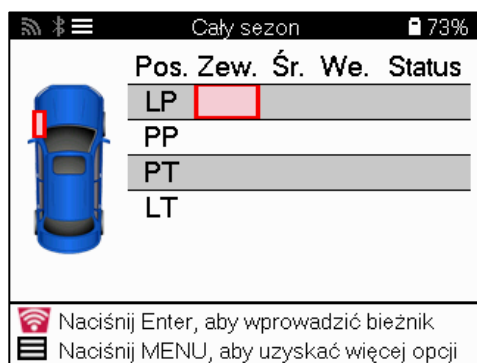 Cały sezon 73%
Pos. Zew. Śr. We. Status
LP
PP
PT
LT
Naciśnij Enter, aby wprowadzić bieżnik
Naciśnij MENU, aby uzyskać więcej opcji